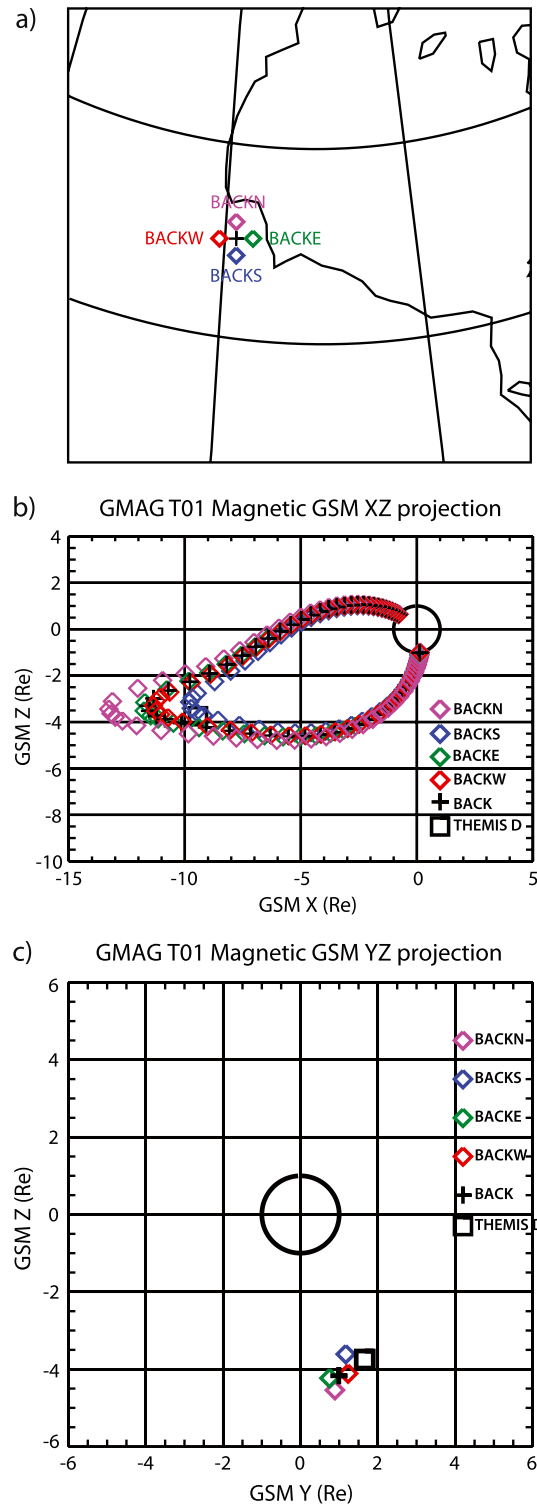 a)
BACKN
BACKW BACKE
BACKS
b) GMAG T01 Magnetic GSM XZ projection
4
2
0
-2
-4
-6
-8
-10
GSM Z (Re)
BACKN
BACKS
BACKE
BACKW
BACK
THEMIS D
-15 -10 -5 0 5
GSM X (Re)
c) GMAG T01 Magnetic GSM YZ projection
6
4
2
0
-2
-4
-6
GSM Z (Re)
BACKN
BACKS
BACKE
BACKW
BACK
THEMIS D
-6 -4 -2 0 2 4 6
GSM Y (Re)